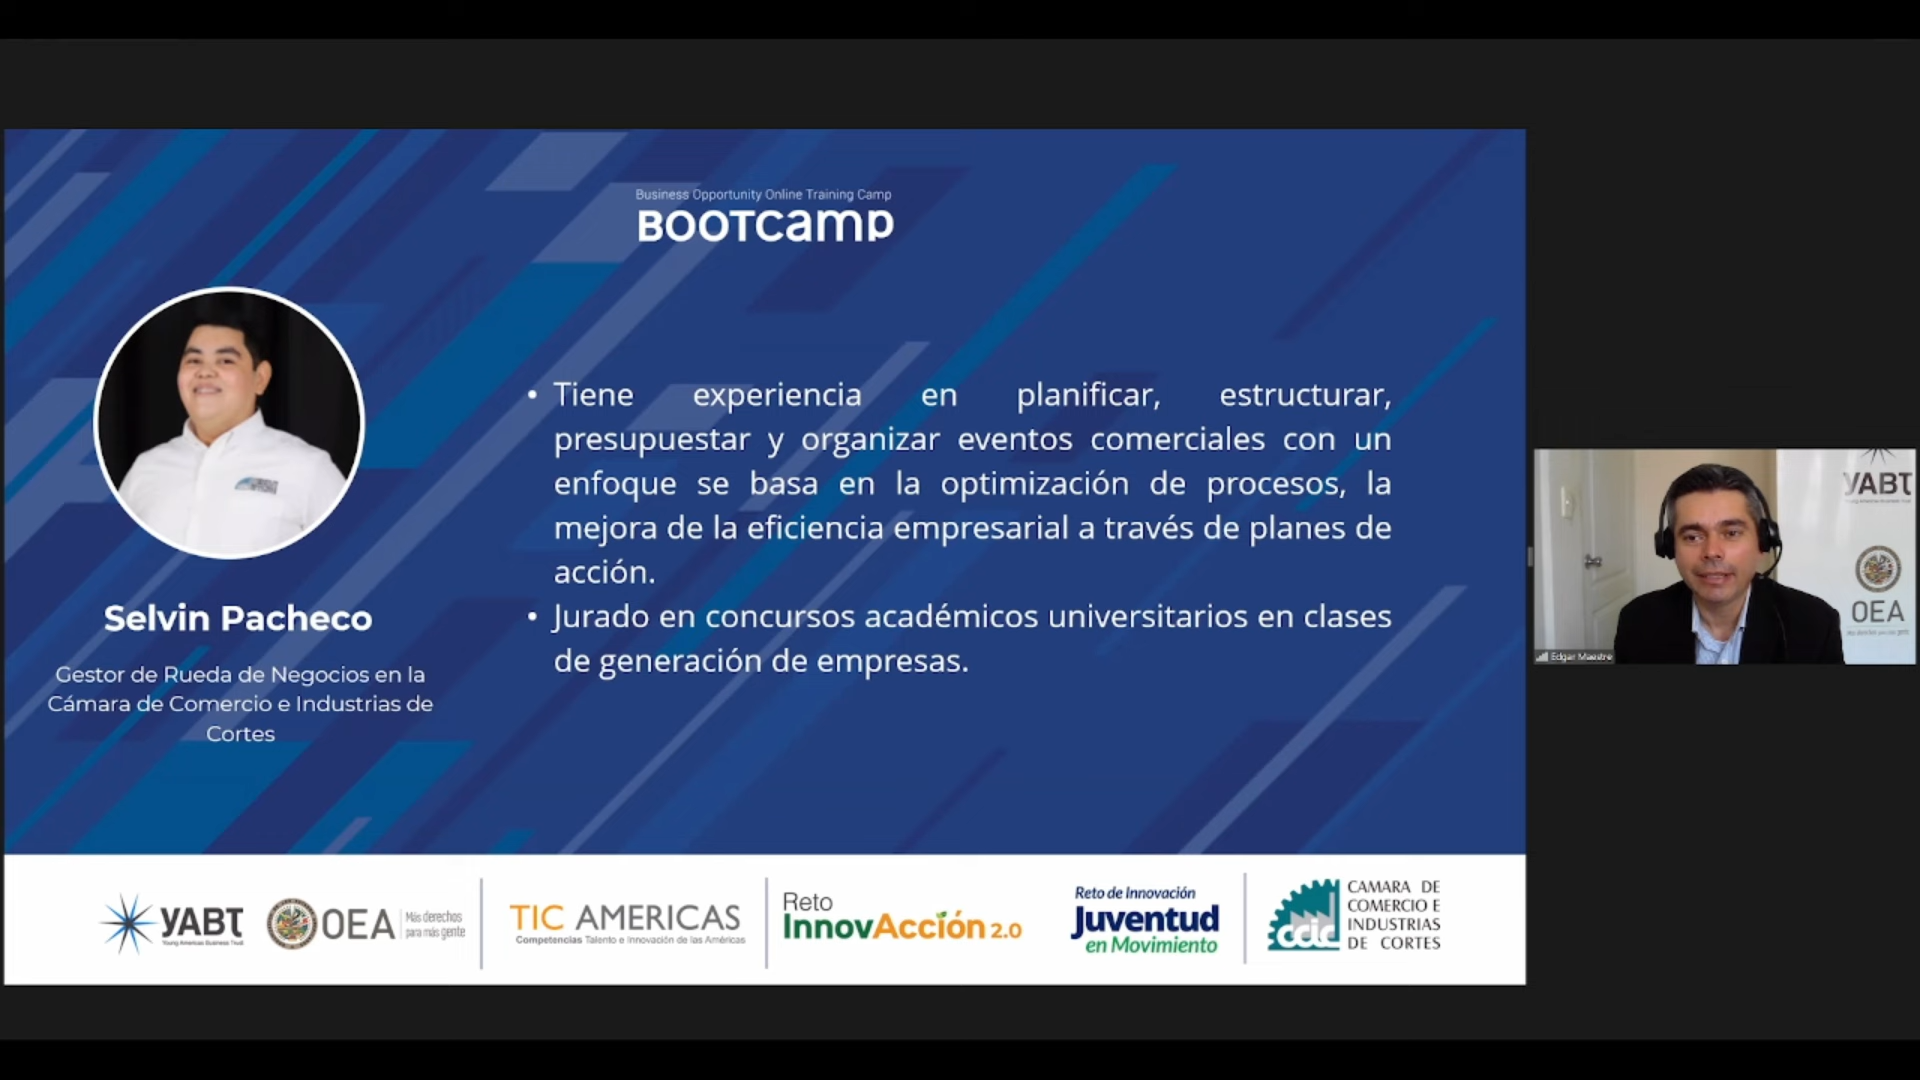 Business Opportunity Online Training Camp
BOOTCamp
Tiene experiencia en planificar, estructurar,
presupuestar y organizar eventos comerciales con un
enfoque se basa en la optimización de procesos, la
mejora de la eficiencia empresarial a través de planes de
acción.
Jurado en concursos académicos universitarios en clases
de generación de empresas.
Selvin Pacheco
Gestor de Rueda de Negocios en la
Cámara de Comercio e Industrias de
Cortes
YABT
OEA
Edgar Maestre
YABT
Young Americas Business Trust
OEA
Más derechos
para más gente
TIC AMERICAS
Competencias Talento e Innovación de las Américas
Reto
InnovAcción 2.0
Reto de Innovación
Juventud
en Movimiento
ccic
CAMARA DE
COMERCIO E
INDUSTRIAS
DE CORTES